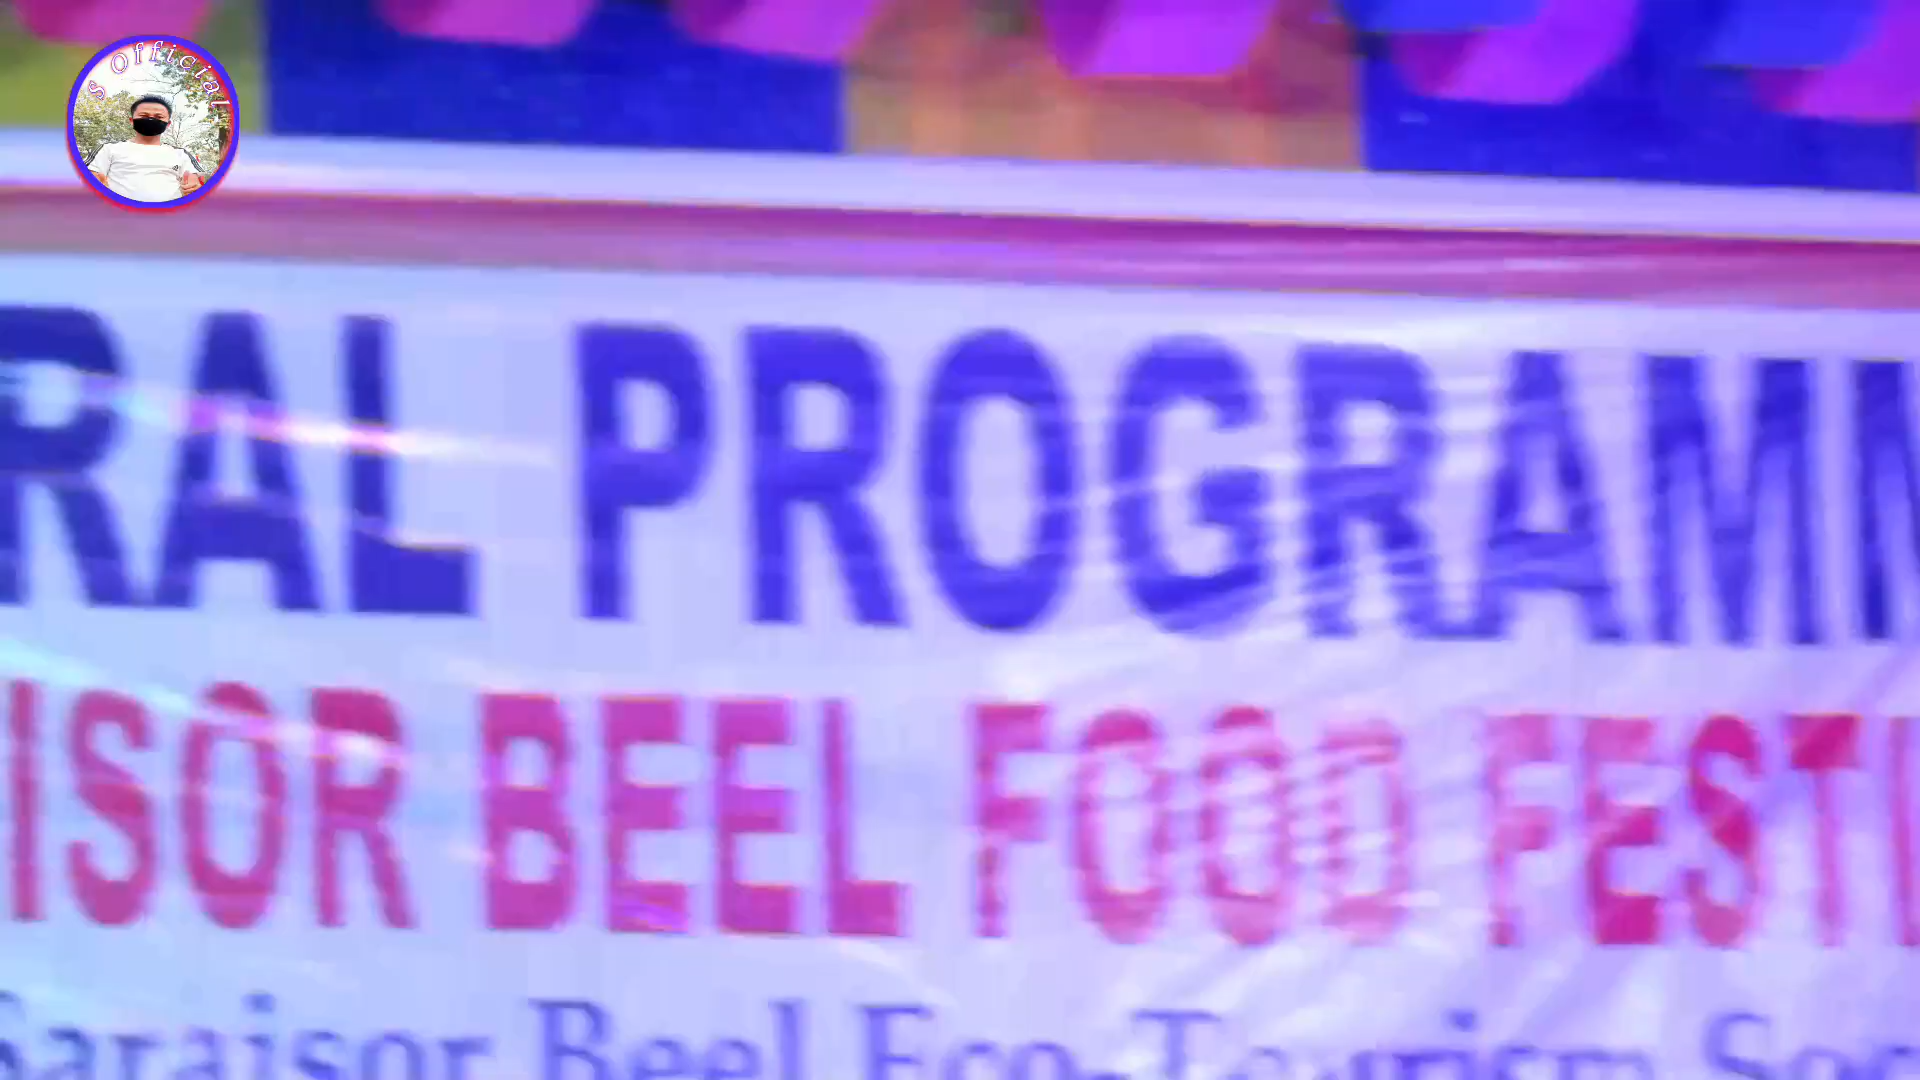 s Official
RAL PROGRAMM
ISOR BEEL FOOD FESTI
Saraisor Beel Eco-Tourism Soc